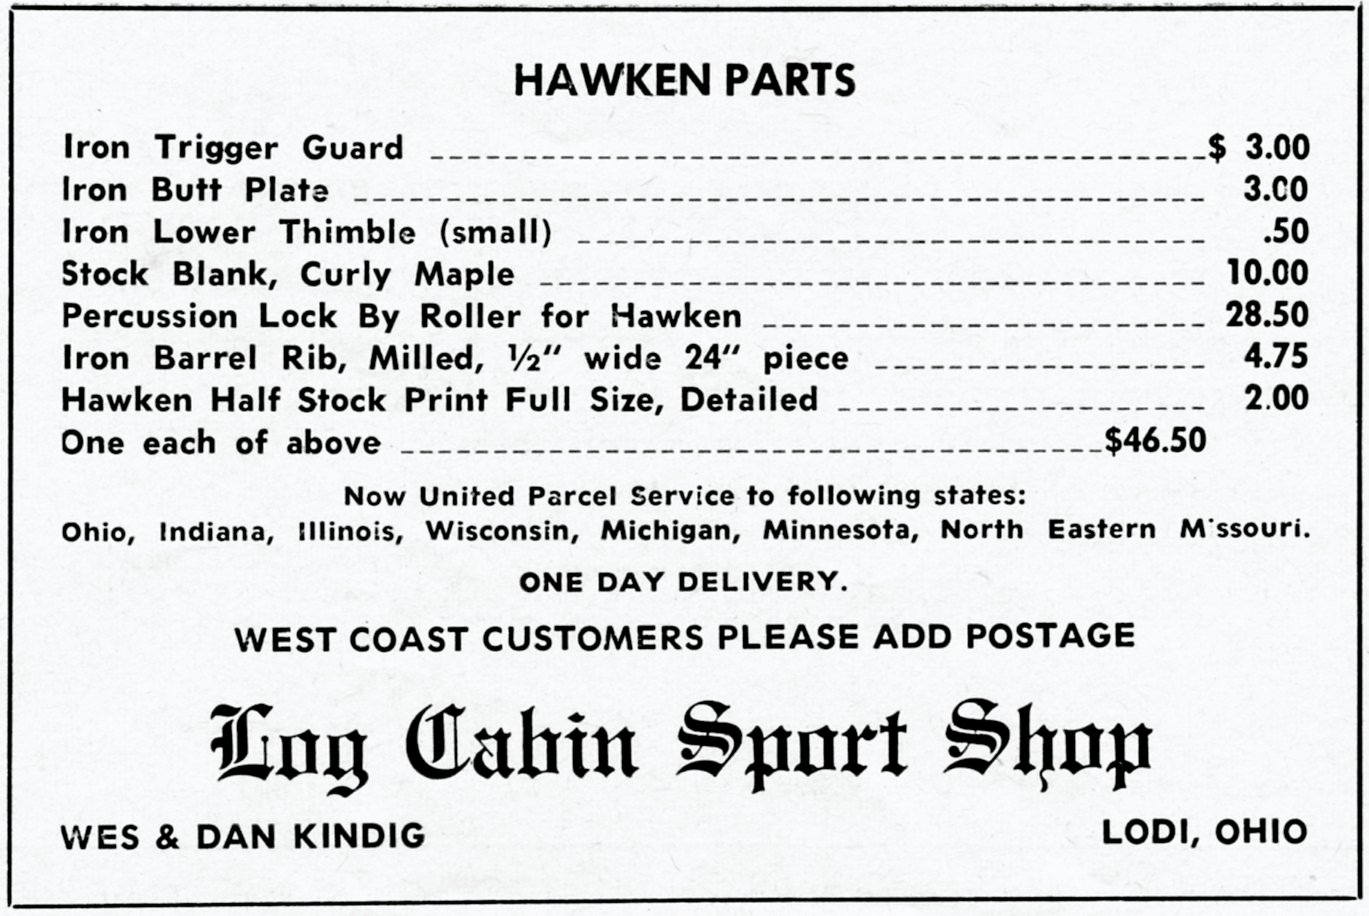 HAWKEN PARTS
Iron Trigger Guard $ 3.00
Iron Butt Plate 3.00
Iron Lower Thimble (small) .50
Stock Blank, Curly Maple 10.00
Percussion Lock By Roller for Hawken 28.50
Iron Barrel Rib, Milled, ½" wide 24" piece 4.75
Hawken Half Stock Print Full Size, Detailed 2.00
One each of above $46.50
Now United Parcel Service to following states:
Ohio, Indiana, Illinois, Wisconsin, Michigan, Minnesota, North Eastern Missouri.
ONE DAY DELIVERY.
WEST COAST CUSTOMERS PLEASE ADD POSTAGE
Log Cabin Sport Shop
WES & DAN KINDIG LODI, OHIO